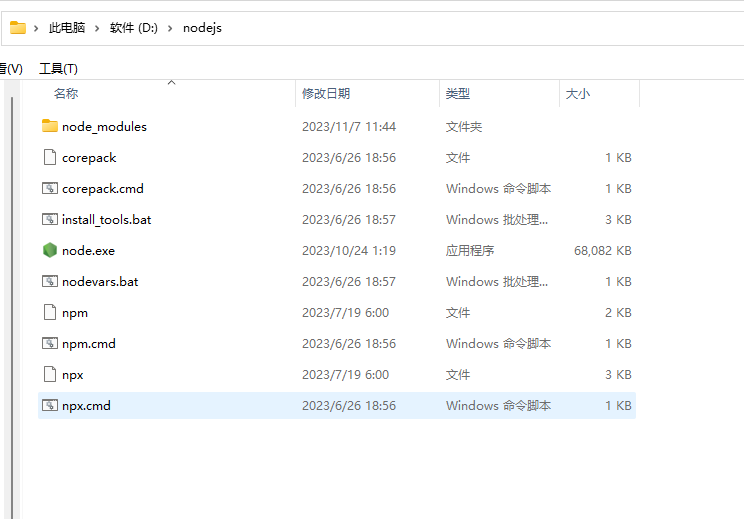 此电脑 软件 (D:) nodejs
看(V) 工具(T)
名称 修改日期 类型 大小
node_modules 2023/11/7 11:44 文件夹
corepack 2023/6/26 18:56 文件 1 KB
corepack.cmd 2023/6/26 18:56 Windows 命令脚本 1 KB
install_tools.bat 2023/6/26 18:57 Windows 批处理... 3 KB
node.exe 2023/10/24 1:19 应用程序 68,082 KB
nodevars.bat 2023/6/26 18:57 Windows 批处理... 1 KB
npm 2023/7/19 6:00 文件 2 KB
npm.cmd 2023/6/26 18:56 Windows 命令脚本 1 KB
npx 2023/7/19 6:00 文件 3 KB
npx.cmd 2023/6/26 18:56 Windows 命令脚本 1 KB